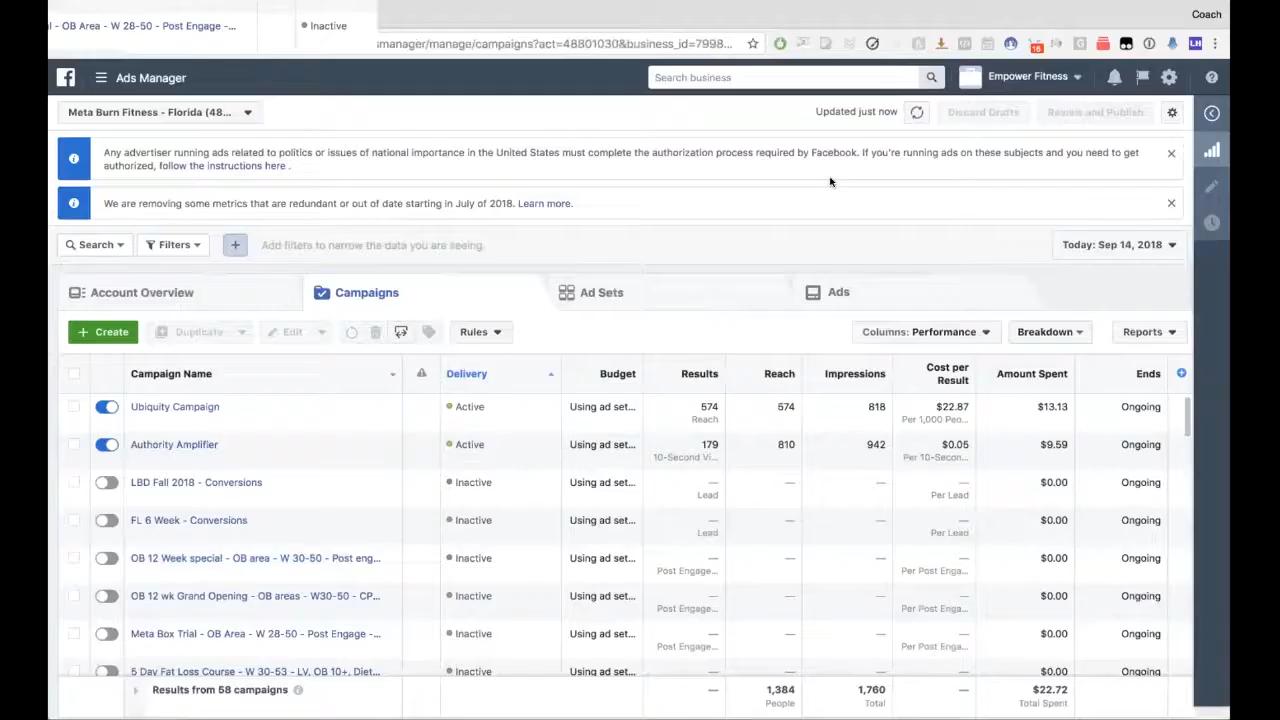 Coach
l - OB Area - W 28-50 - Post Engage -...
Inactive
smanager/manage/campaigns?act=48801030&business_id=7998...
16
LH
Ads Manager
Search business
Empower Fitness
Meta Burn Fitness - Florida (48...
Updated just now
Discard Drafts
Review and Publish
Any advertiser running ads related to politics or issues of national importance in the United States must complete the authorization process required by Facebook. If you're running ads on these subjects and you need to get
authorized, follow the instructions here .
We are removing some metrics that are redundant or out of date starting in July of 2018. Learn more.
Search
Filters
Add filters to narrow the data you are seeing.
Today: Sep 14, 2018
Account Overview
Campaigns
Ad Sets
Ads
+ Create
Duplicate
Edit
Rules
Columns: Performance
Breakdown
Reports
Campaign Name
Delivery
Budget
Results
Reach
Impressions
Cost per
Result
Amount Spent
Ends
Ubiquity Campaign
Active
Using ad set...
574
Reach
574
818
$22.87
Per 1,000 Peo...
$13.13
Ongoing
Authority Amplifier
Active
Using ad set...
179
10-Second Vi...
810
942
$0.05
Per 10-Secon...
$9.59
Ongoing
LBD Fall 2018 - Conversions
Inactive
Using ad set...
—
Lead
—
—
—
Per Lead
$0.00
Ongoing
FL 6 Week - Conversions
Inactive
Using ad set...
—
Lead
—
—
—
Per Lead
$0.00
Ongoing
OB 12 Week special - OB area - W 30-50 - Post eng...
Inactive
Using ad set...
—
Post Engage...
—
—
—
Per Post Enga...
$0.00
Ongoing
OB 12 wk Grand Opening - OB areas - W30-50 - CP...
Inactive
Using ad set...
—
Post Engage...
—
—
—
Per Post Enga...
$0.00
Ongoing
Meta Box Trial - OB Area - W 28-50 - Post Engage -...
Inactive
Using ad set...
—
Post Engage...
—
—
—
Per Post Enga...
$0.00
Ongoing
5 Day Fat Loss Course - W 30-53 - LV, OB 10+, Diet...
Inactive
Using ad set...
—
—
—
—
$0.00
Ongoing
Results from 58 campaigns
—
1,384
People
1,760
Total
—
$22.72
Total Spent